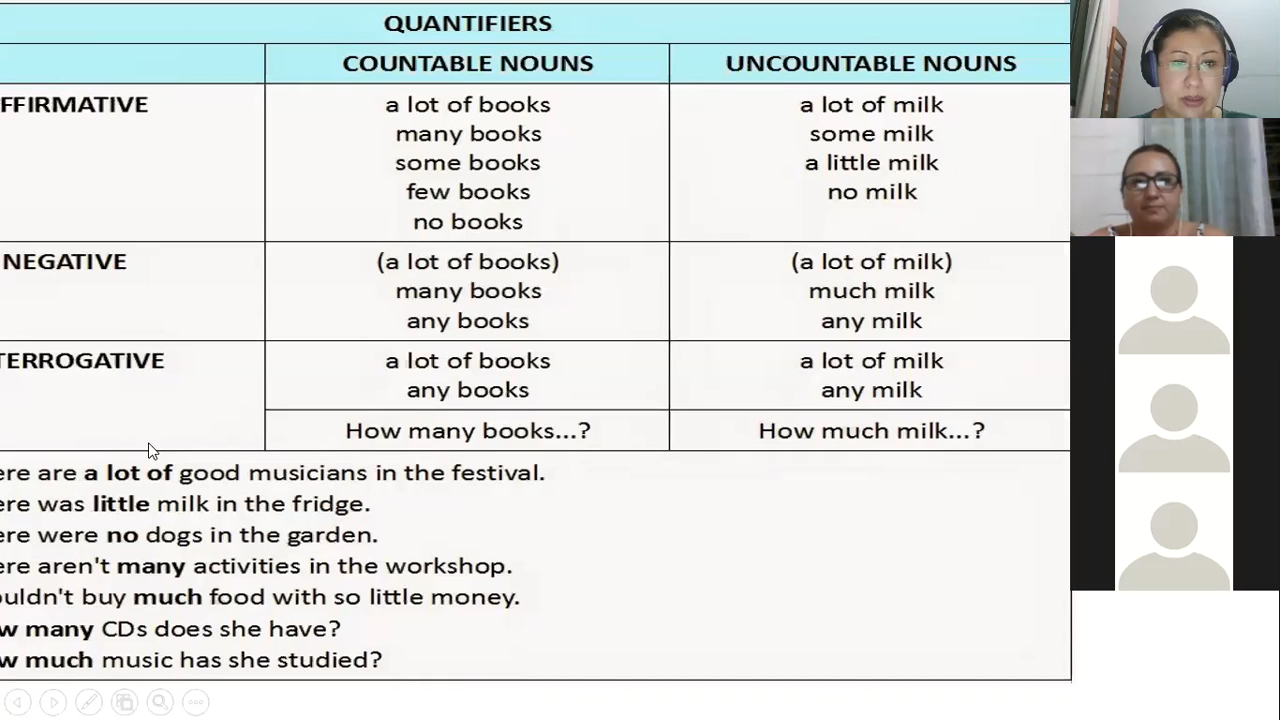 QUANTIFIERS
COUNTABLE NOUNS UNCOUNTABLE NOUNS
FFIRMATIVE a lot of books a lot of milk
many books some milk
some books a little milk
few books no milk
no books
NEGATIVE (a lot of books) (a lot of milk)
many books much milk
any books any milk
TERROGATIVE a lot of books a lot of milk
any books any milk
How many books...? How much milk...?
ere are a lot of good musicians in the festival.
ere was little milk in the fridge.
ere were no dogs in the garden.
ere aren't many activities in the workshop.
ouldn't buy much food with so little money.
w many CDs does she have?
w much music has she studied?